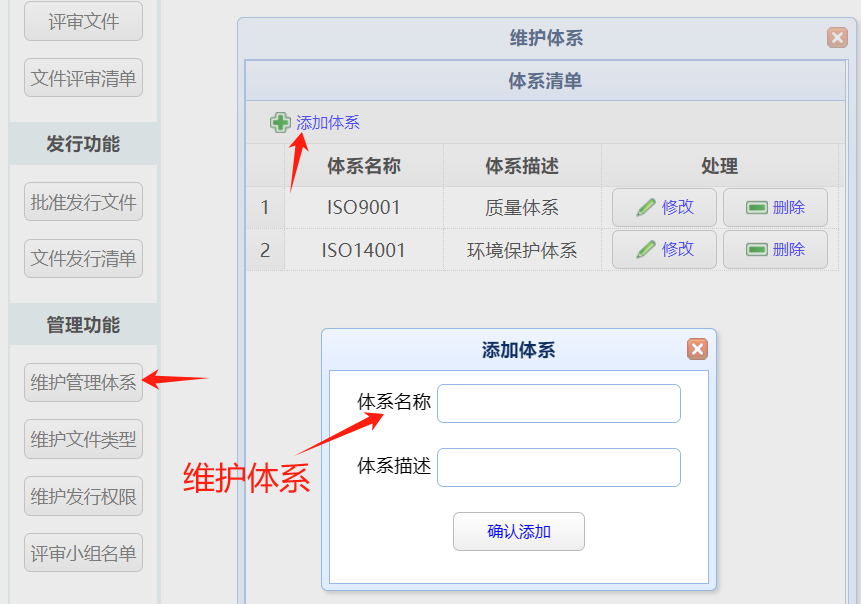 评审文件
文件评审清单
发行功能
批准发行文件
文件发行清单
管理功能
维护管理体系
维护文件类型
维护发行权限
评审小组名单
维护体系
体系清单
添加体系
体系名称 体系描述 处理
1 ISO9001 质量体系 修改 删除
2 ISO14001 环境保护体系 修改 删除
添加体系
体系名称
体系描述
确认添加
维护体系